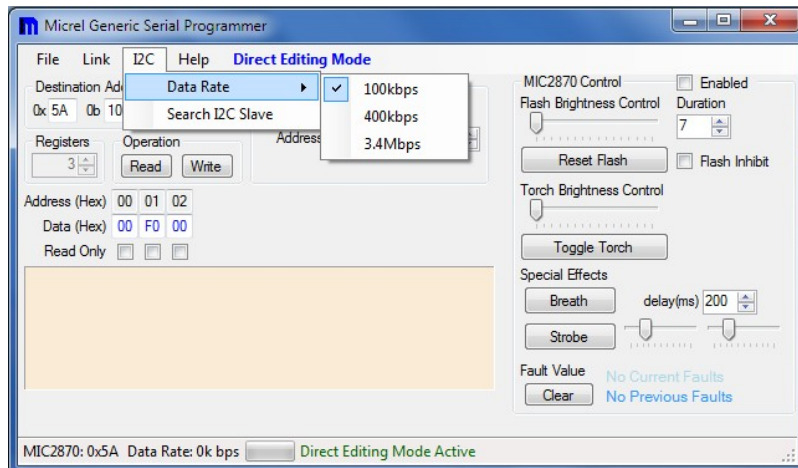 Micrel Generic Serial Programmer
File Link I2C Help Direct Editing Mode
Destination Ad
0x 5A 0b 10
Data Rate
Search I2C Slave
100kbps
400kbps
3.4Mbps
Registers
3
Operation
Read Write
Address
Address (Hex) 00 01 02
Data (Hex) 00 F0 00
Read Only
MIC2870 Control
Enabled
Flash Brightness Control
Duration
7
Reset Flash
Flash Inhibit
Torch Brightness Control
Toggle Torch
Special Effects
Breath
delay(ms) 200
Strobe
Fault Value
No Current Faults
Clear
No Previous Faults
MIC2870: 0x5A Data Rate: 0k bps Direct Editing Mode Active